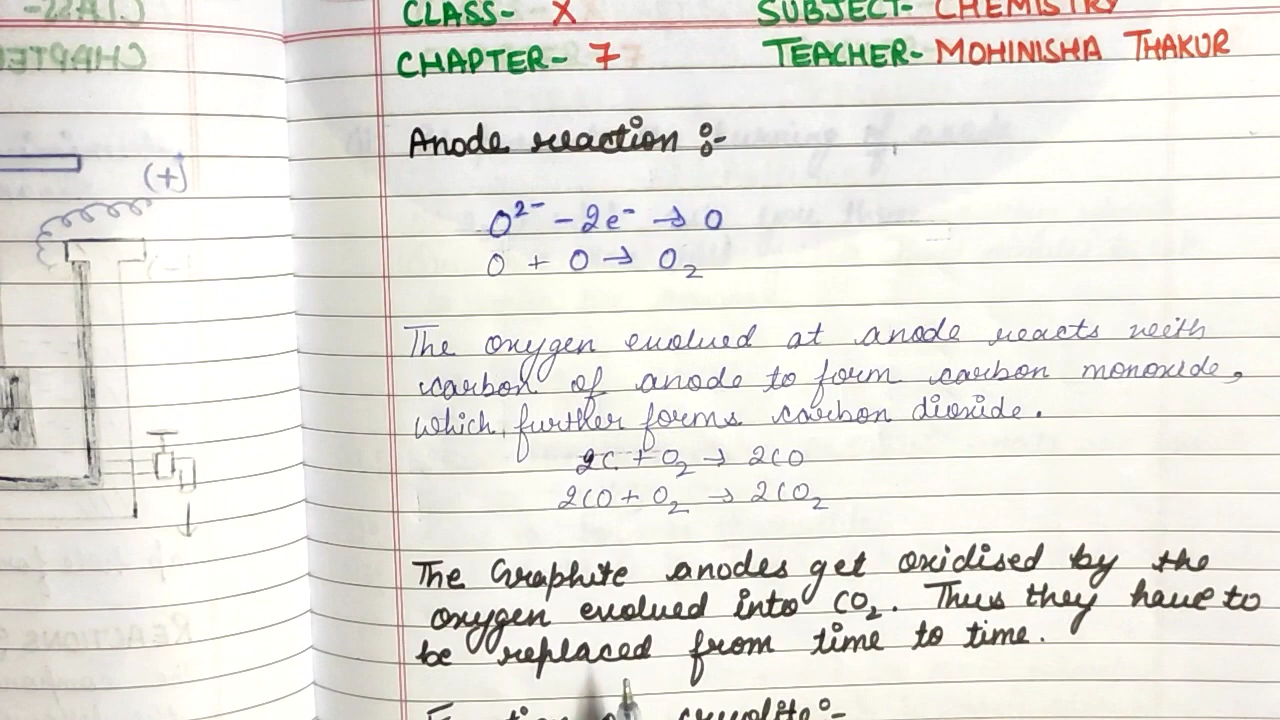 CLASS- X SUBJECT- CHEMISTRY
CHAPTER- 7 TEACHER- MOHINISHA THAKUR
Anode reaction :-
(+)
O²⁻ - 2e⁻ → O
O + O → O₂
The oxygen evolved at anode reacts with
carbon of anode to form carbon monoxide,
which further forms carbon dioxide.
2C + O₂ → 2CO
2CO + O₂ → 2CO₂
The Graphite anodes get oxidised by the
oxygen evolved into CO₂. Thus they have to
be replaced from time to time.
cryolite :-